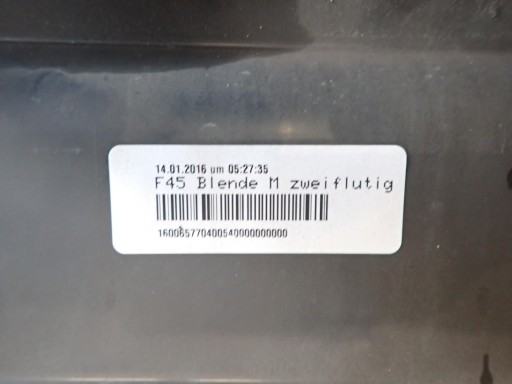 14.01.2016 um 05:27:35
F45 Blende M zweiflutig
16006577040054000000000